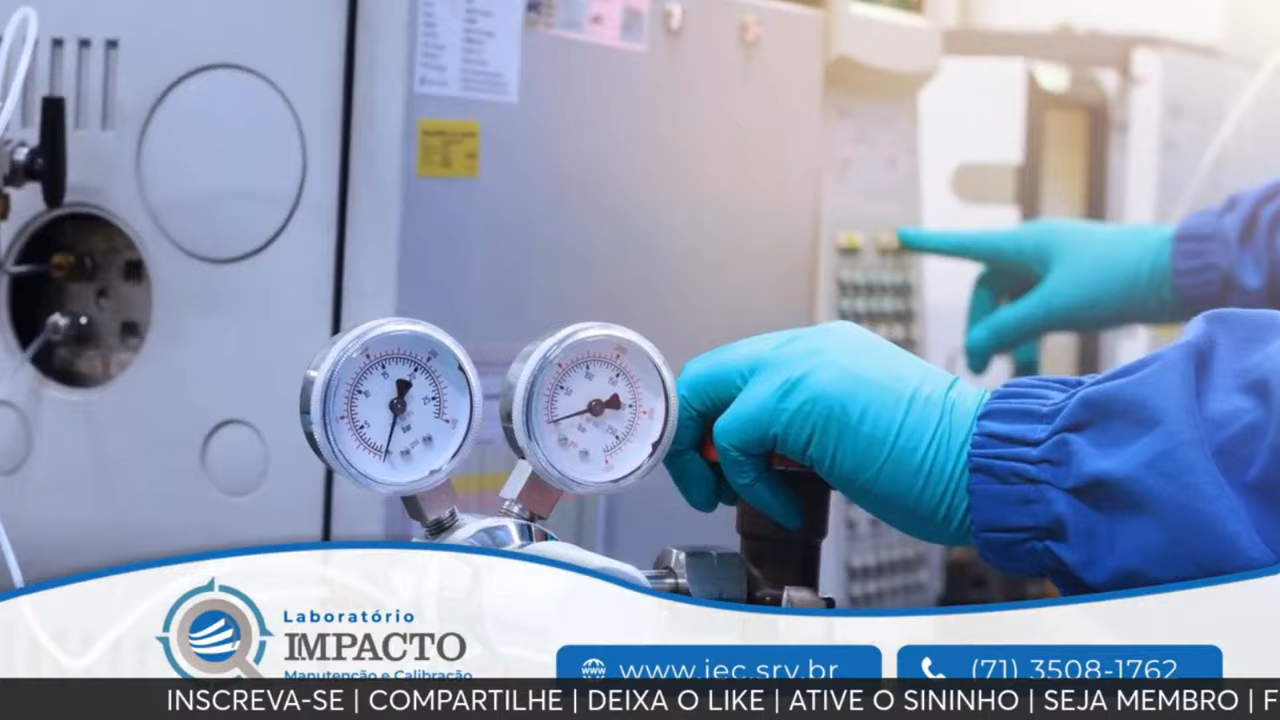 Laboratório
IMPACTO
Manutenção e Calibração
www.iec.srv.br
(71) 3508-1762
INSCREVA-SE | COMPARTILHE | DEIXA O LIKE | ATIVE O SININHO | SEJA MEMBRO | F